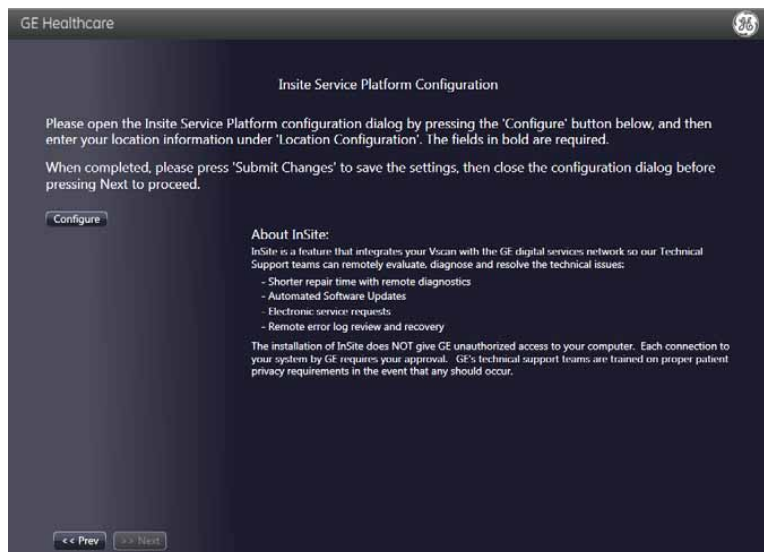 GE Healthcare
Insite Service Platform Configuration
Please open the Insite Service Platform configuration dialog by pressing the 'Configure' button below, and then
enter your location information under 'Location Configuration'. The fields in bold are required.
When completed, please press 'Submit Changes' to save the settings, then close the configuration dialog before
pressing Next to proceed.
Configure
About InSite:
InSite is a feature that integrates your Vscan with the GE digital services network so our Technical
Support teams can remotely evaluate, diagnose and resolve the technical issues:
- Shorter repair time with remote diagnostics
- Automated Software Updates
- Electronic service requests
- Remote error log review and recovery
The installation of InSite does NOT give GE unauthorized access to your computer. Each connection to
your system by GE requires your approval. GE's technical support teams are trained on proper patient
privacy requirements in the event that any should occur.
<< Prev >> Next